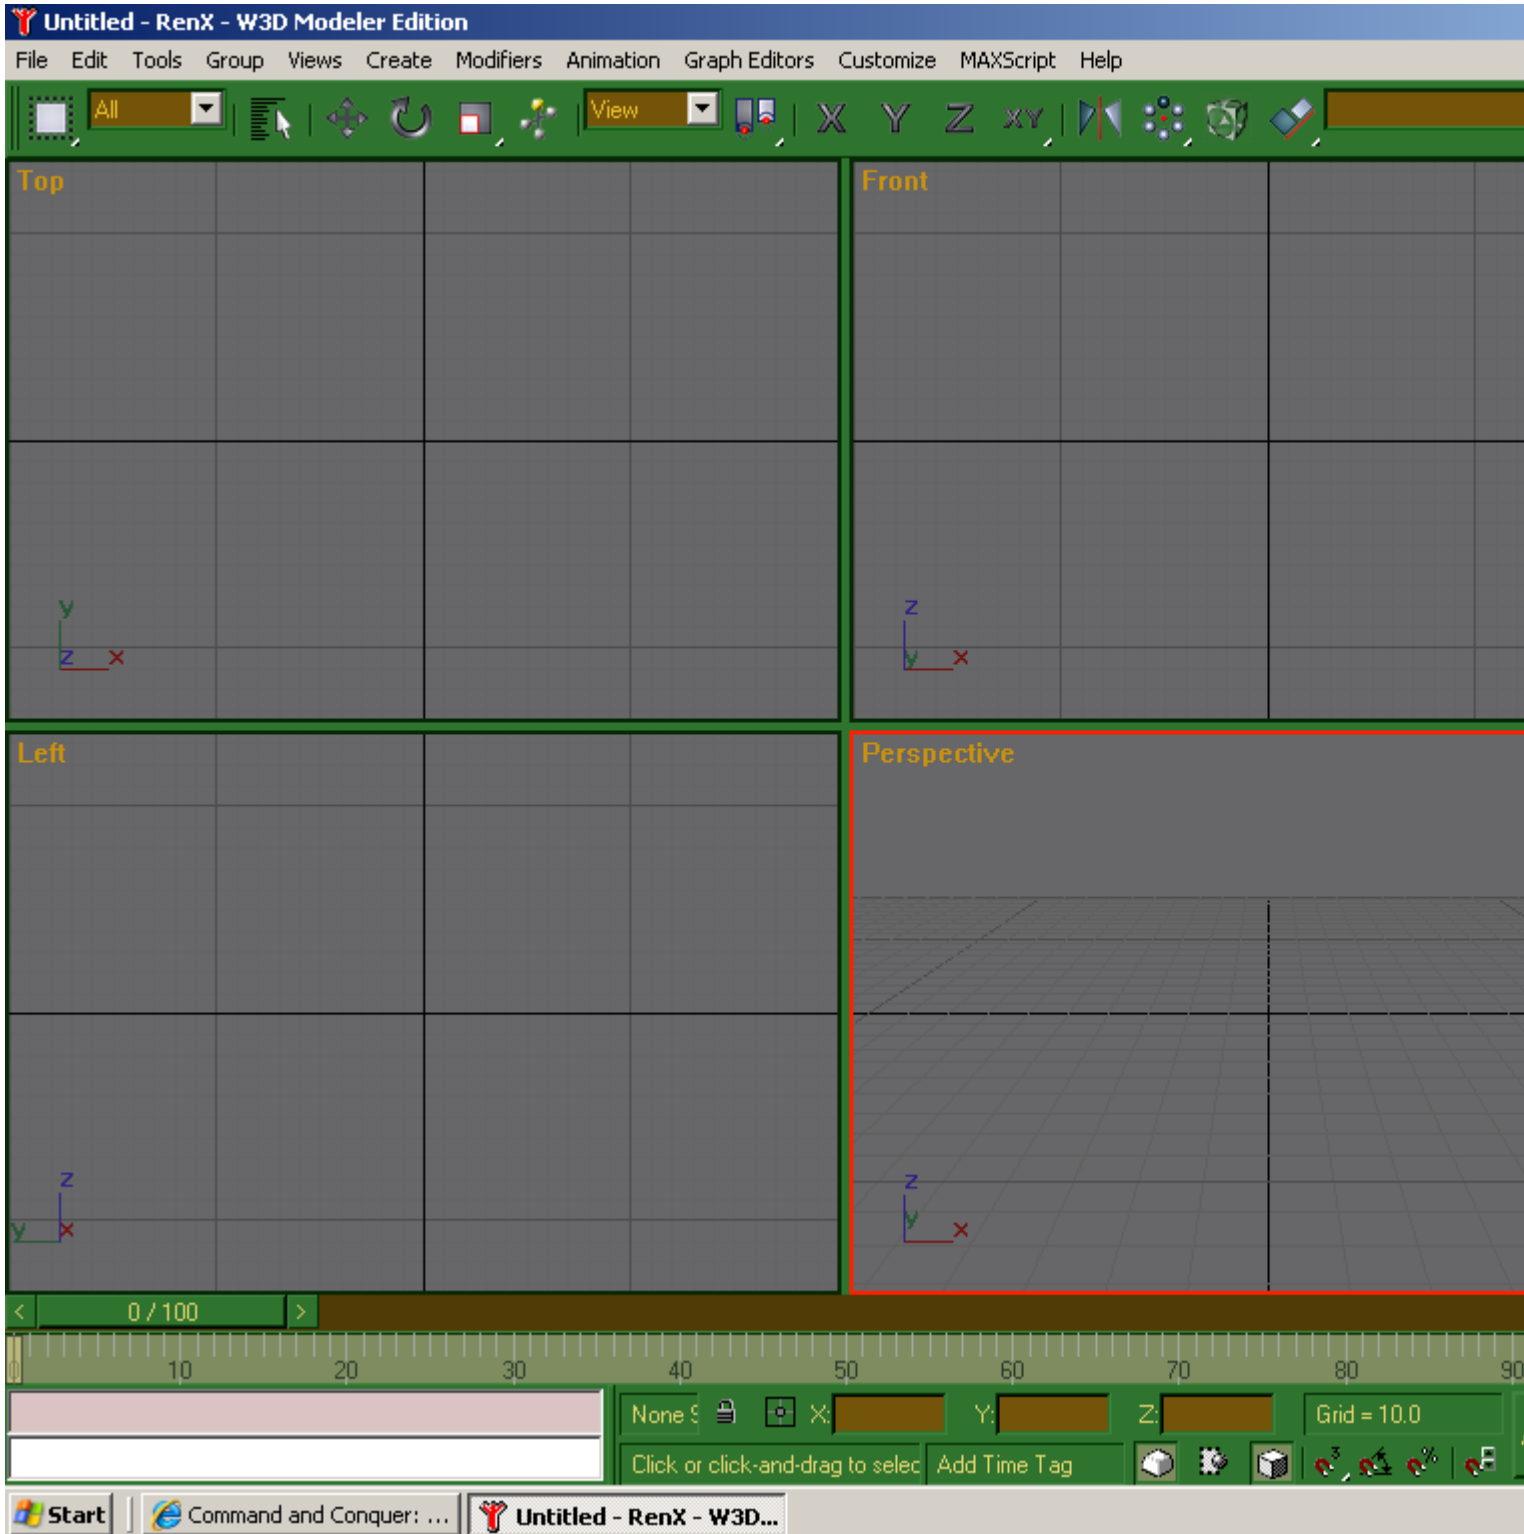 Untitled - RenX - W3D Modeler Edition
File Edit Tools Group Views Create Modifiers Animation Graph Editors Customize MAXScript Help
All View X Y Z XY
Top Front
y z
z x y x
Left Perspective
z z
y x y x
< 0 / 100 >
10 20 30 40 50 60 70 80 90
None S X: Y: Z: Grid = 10.0
Click or click-and-drag to selec Add Time Tag 3 %
Start Command and Conquer: ... Untitled - RenX - W3D...